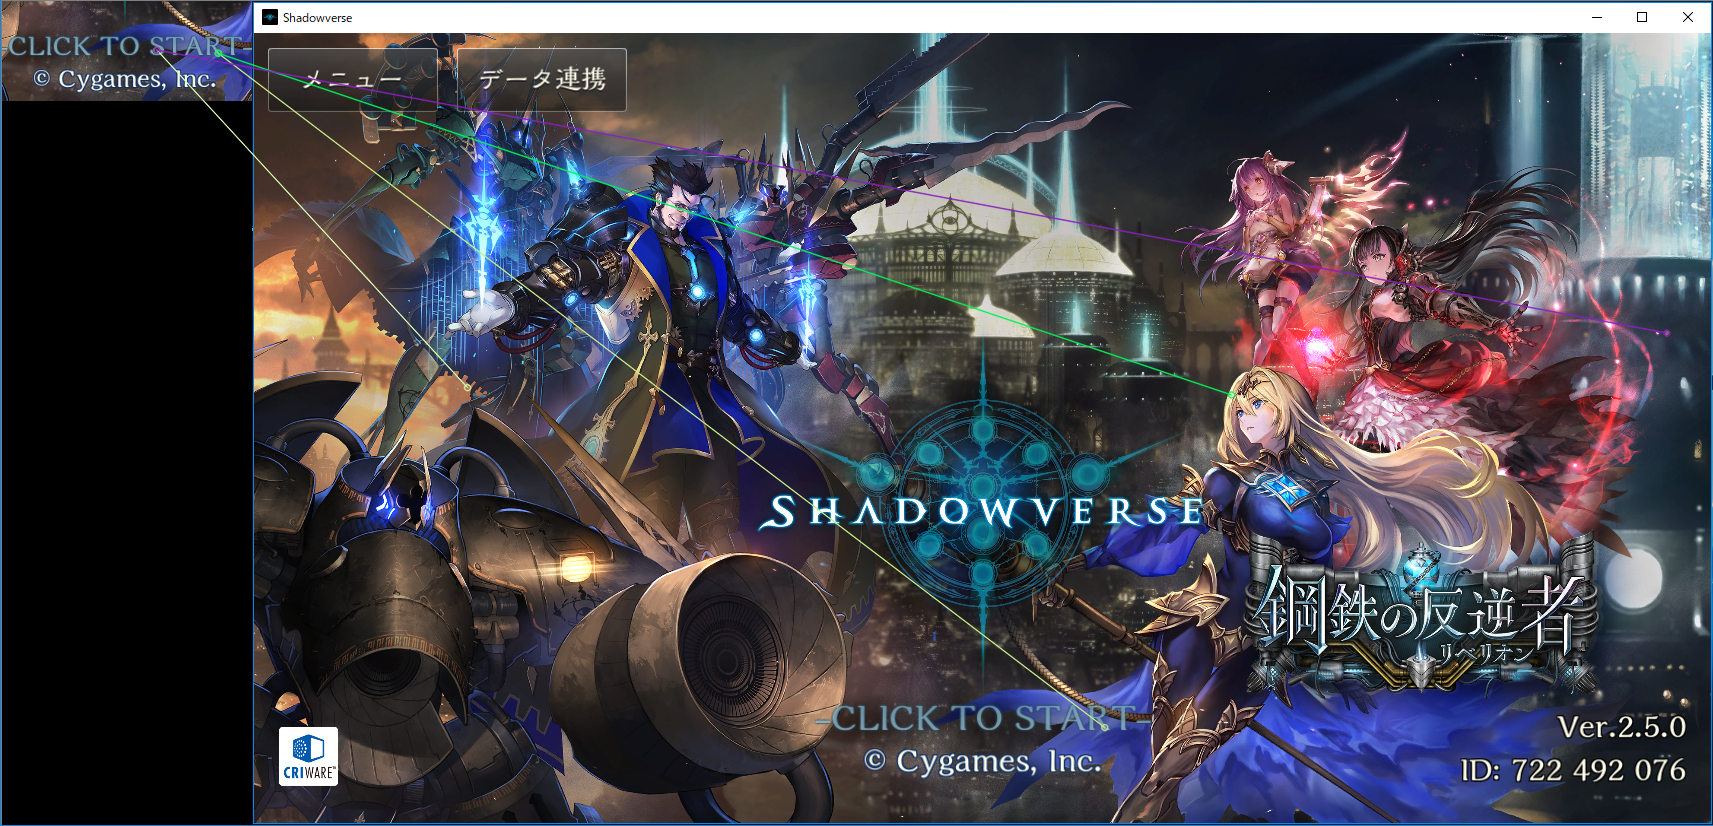 -CLICK TO START-
© Cygames, Inc.
Shadowverse
メニュー
データ連携
SHADOWVERSE
鋼鉄の反逆者
リベリオン
-CLICK TO START-
© Cygames, Inc.
CRIWARE
Ver.2.5.0
ID: 722 492 076